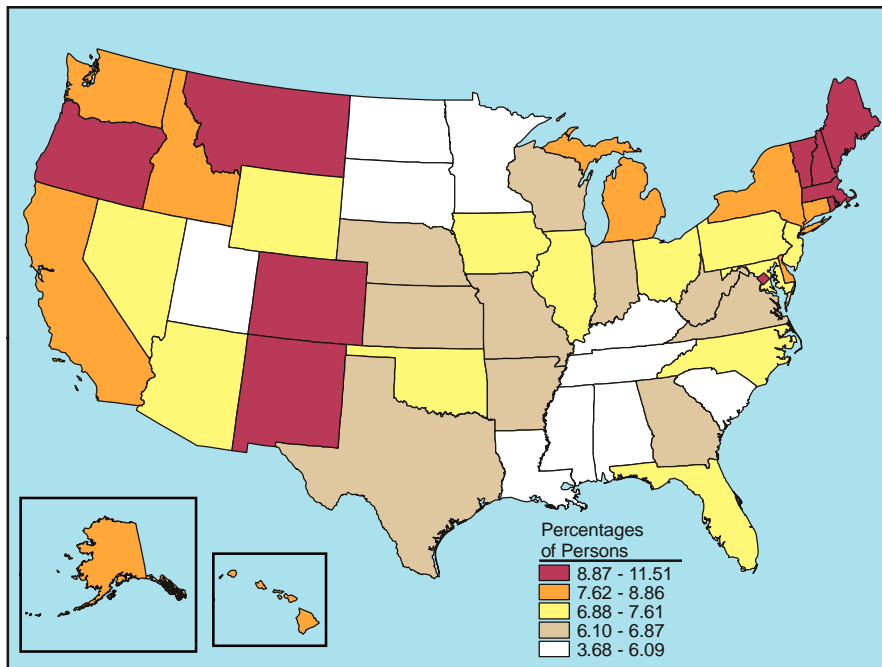 Percentages
of Persons
8.87 - 11.51
7.62 - 8.86
6.88 - 7.61
6.10 - 6.87
3.68 - 6.09